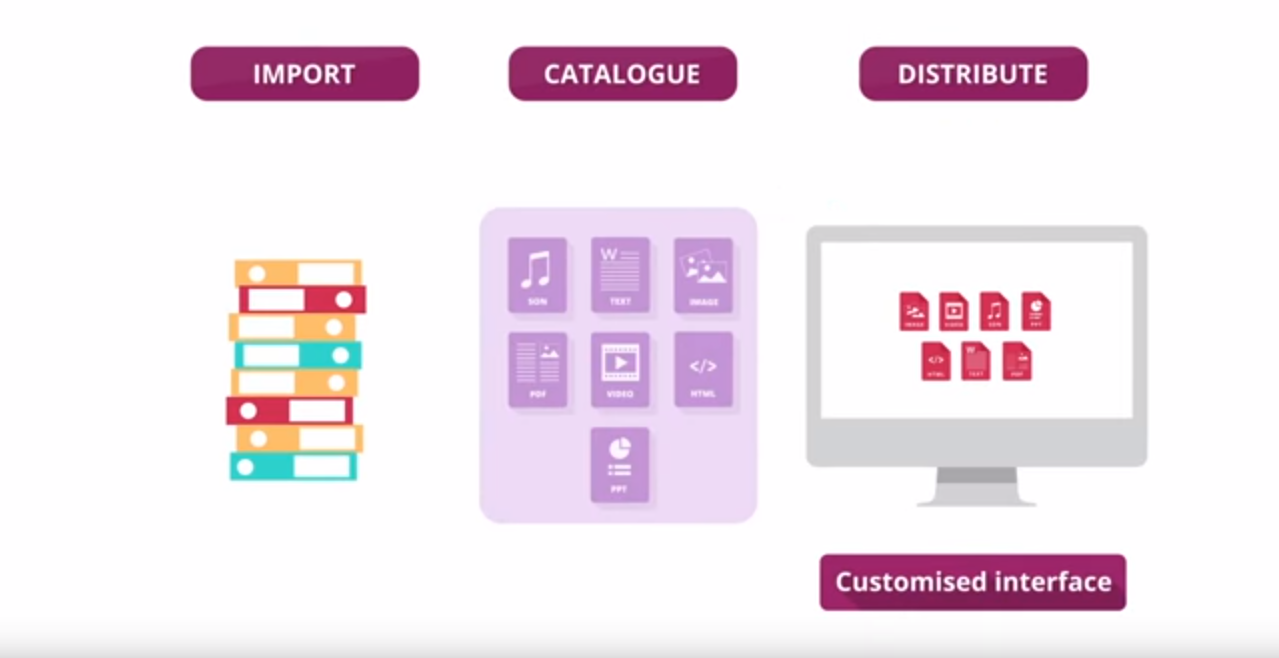 IMPORT
CATALOGUE
DISTRIBUTE
SON
W
TEXT
IMAGE
PDF
VIDEO
</>
HTML
PPT
IMAGE
VIDEO
SON
PPT
</>
HTML
W
TEXT
PDF
Customised interface